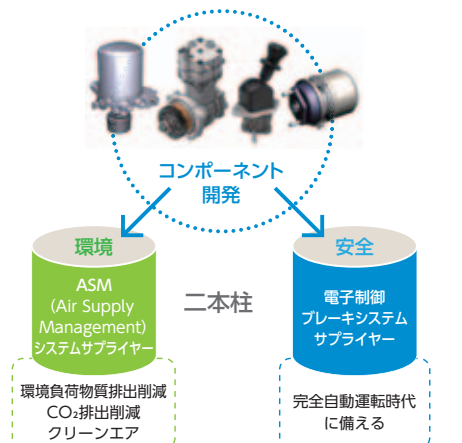 コンポーネント
開発
環境
ASM
(Air Supply
Management)
システムサプライヤー
二本柱
安全
電子制御
ブレーキシステム
サプライヤー
環境負荷物質排出削減
CO₂排出削減
クリーンエア
完全自動運転時代
に備える